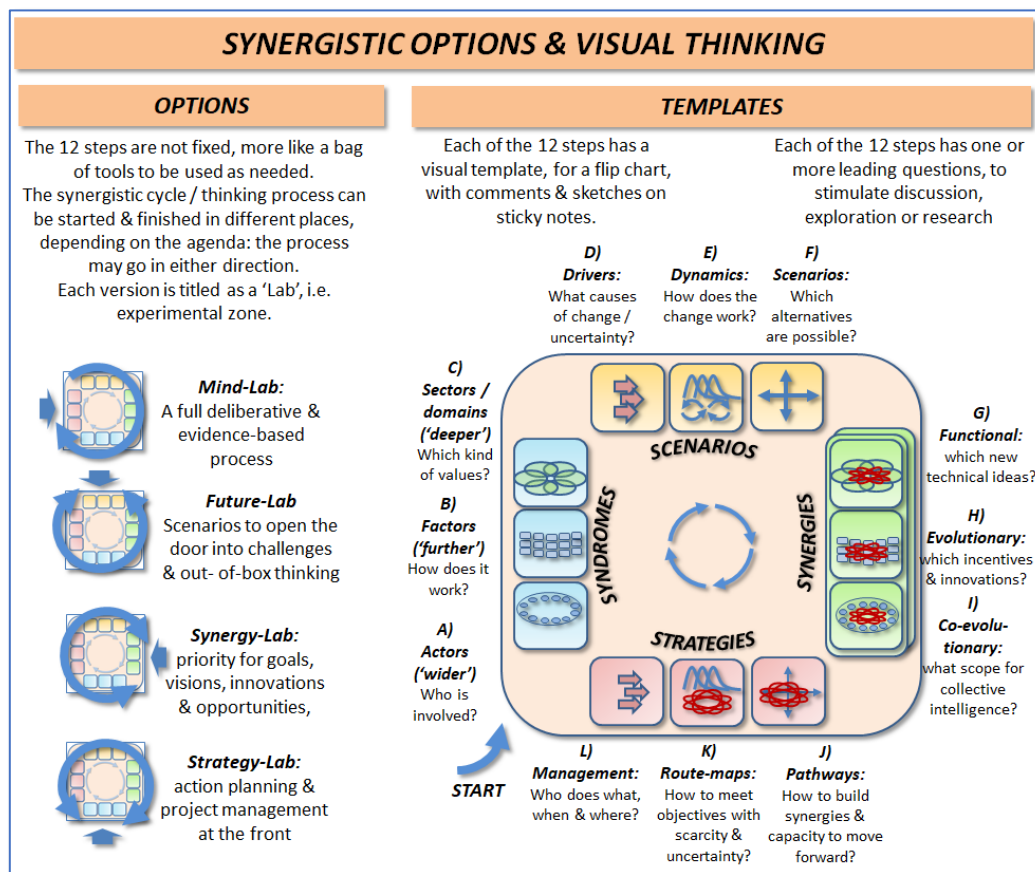 SYNERGISTIC OPTIONS & VISUAL THINKING
OPTIONS
The 12 steps are not fixed, more like a bag
of tools to be used as needed.
The synergistic cycle / thinking process can
be started & finished in different places,
depending on the agenda: the process
may go in either direction.
Each version is titled as a ‘Lab’, i.e.
experimental zone.
Mind-Lab:
A full deliberative &
evidence-based
process
Future-Lab
Scenarios to open the
door into challenges
& out- of-box thinking
Synergy-Lab:
priority for goals,
visions, innovations
& opportunities,
Strategy-Lab:
action planning &
project management
at the front
TEMPLATES
Each of the 12 steps has a
visual template, for a flip chart,
with comments & sketches on
sticky notes.
Each of the 12 steps has one or
more leading questions, to
stimulate discussion,
exploration or research
D)
Drivers:
What causes
of change /
uncertainty?
E)
Dynamics:
How does the
change work?
F)
Scenarios:
Which
alternatives
are possible?
C)
Sectors /
domains
(‘deeper’)
Which kind
of values?
B)
Factors
(‘further’)
How does it
work?
A)
Actors
(‘wider’)
Who is
involved?
START
SCENARIOS
SYNDROMES
SYNERGIES
STRATEGIES
G)
Functional:
which new
technical ideas?
H)
Evolutionary:
which incentives
& innovations?
I)
Co-evolu-
tionary:
what scope for
collective
intelligence?
L)
Management:
Who does what,
when & where?
K)
Route-maps:
How to meet
objectives with
scarcity &
uncertainty?
J)
Pathways:
How to build
synergies &
capacity to move
forward?